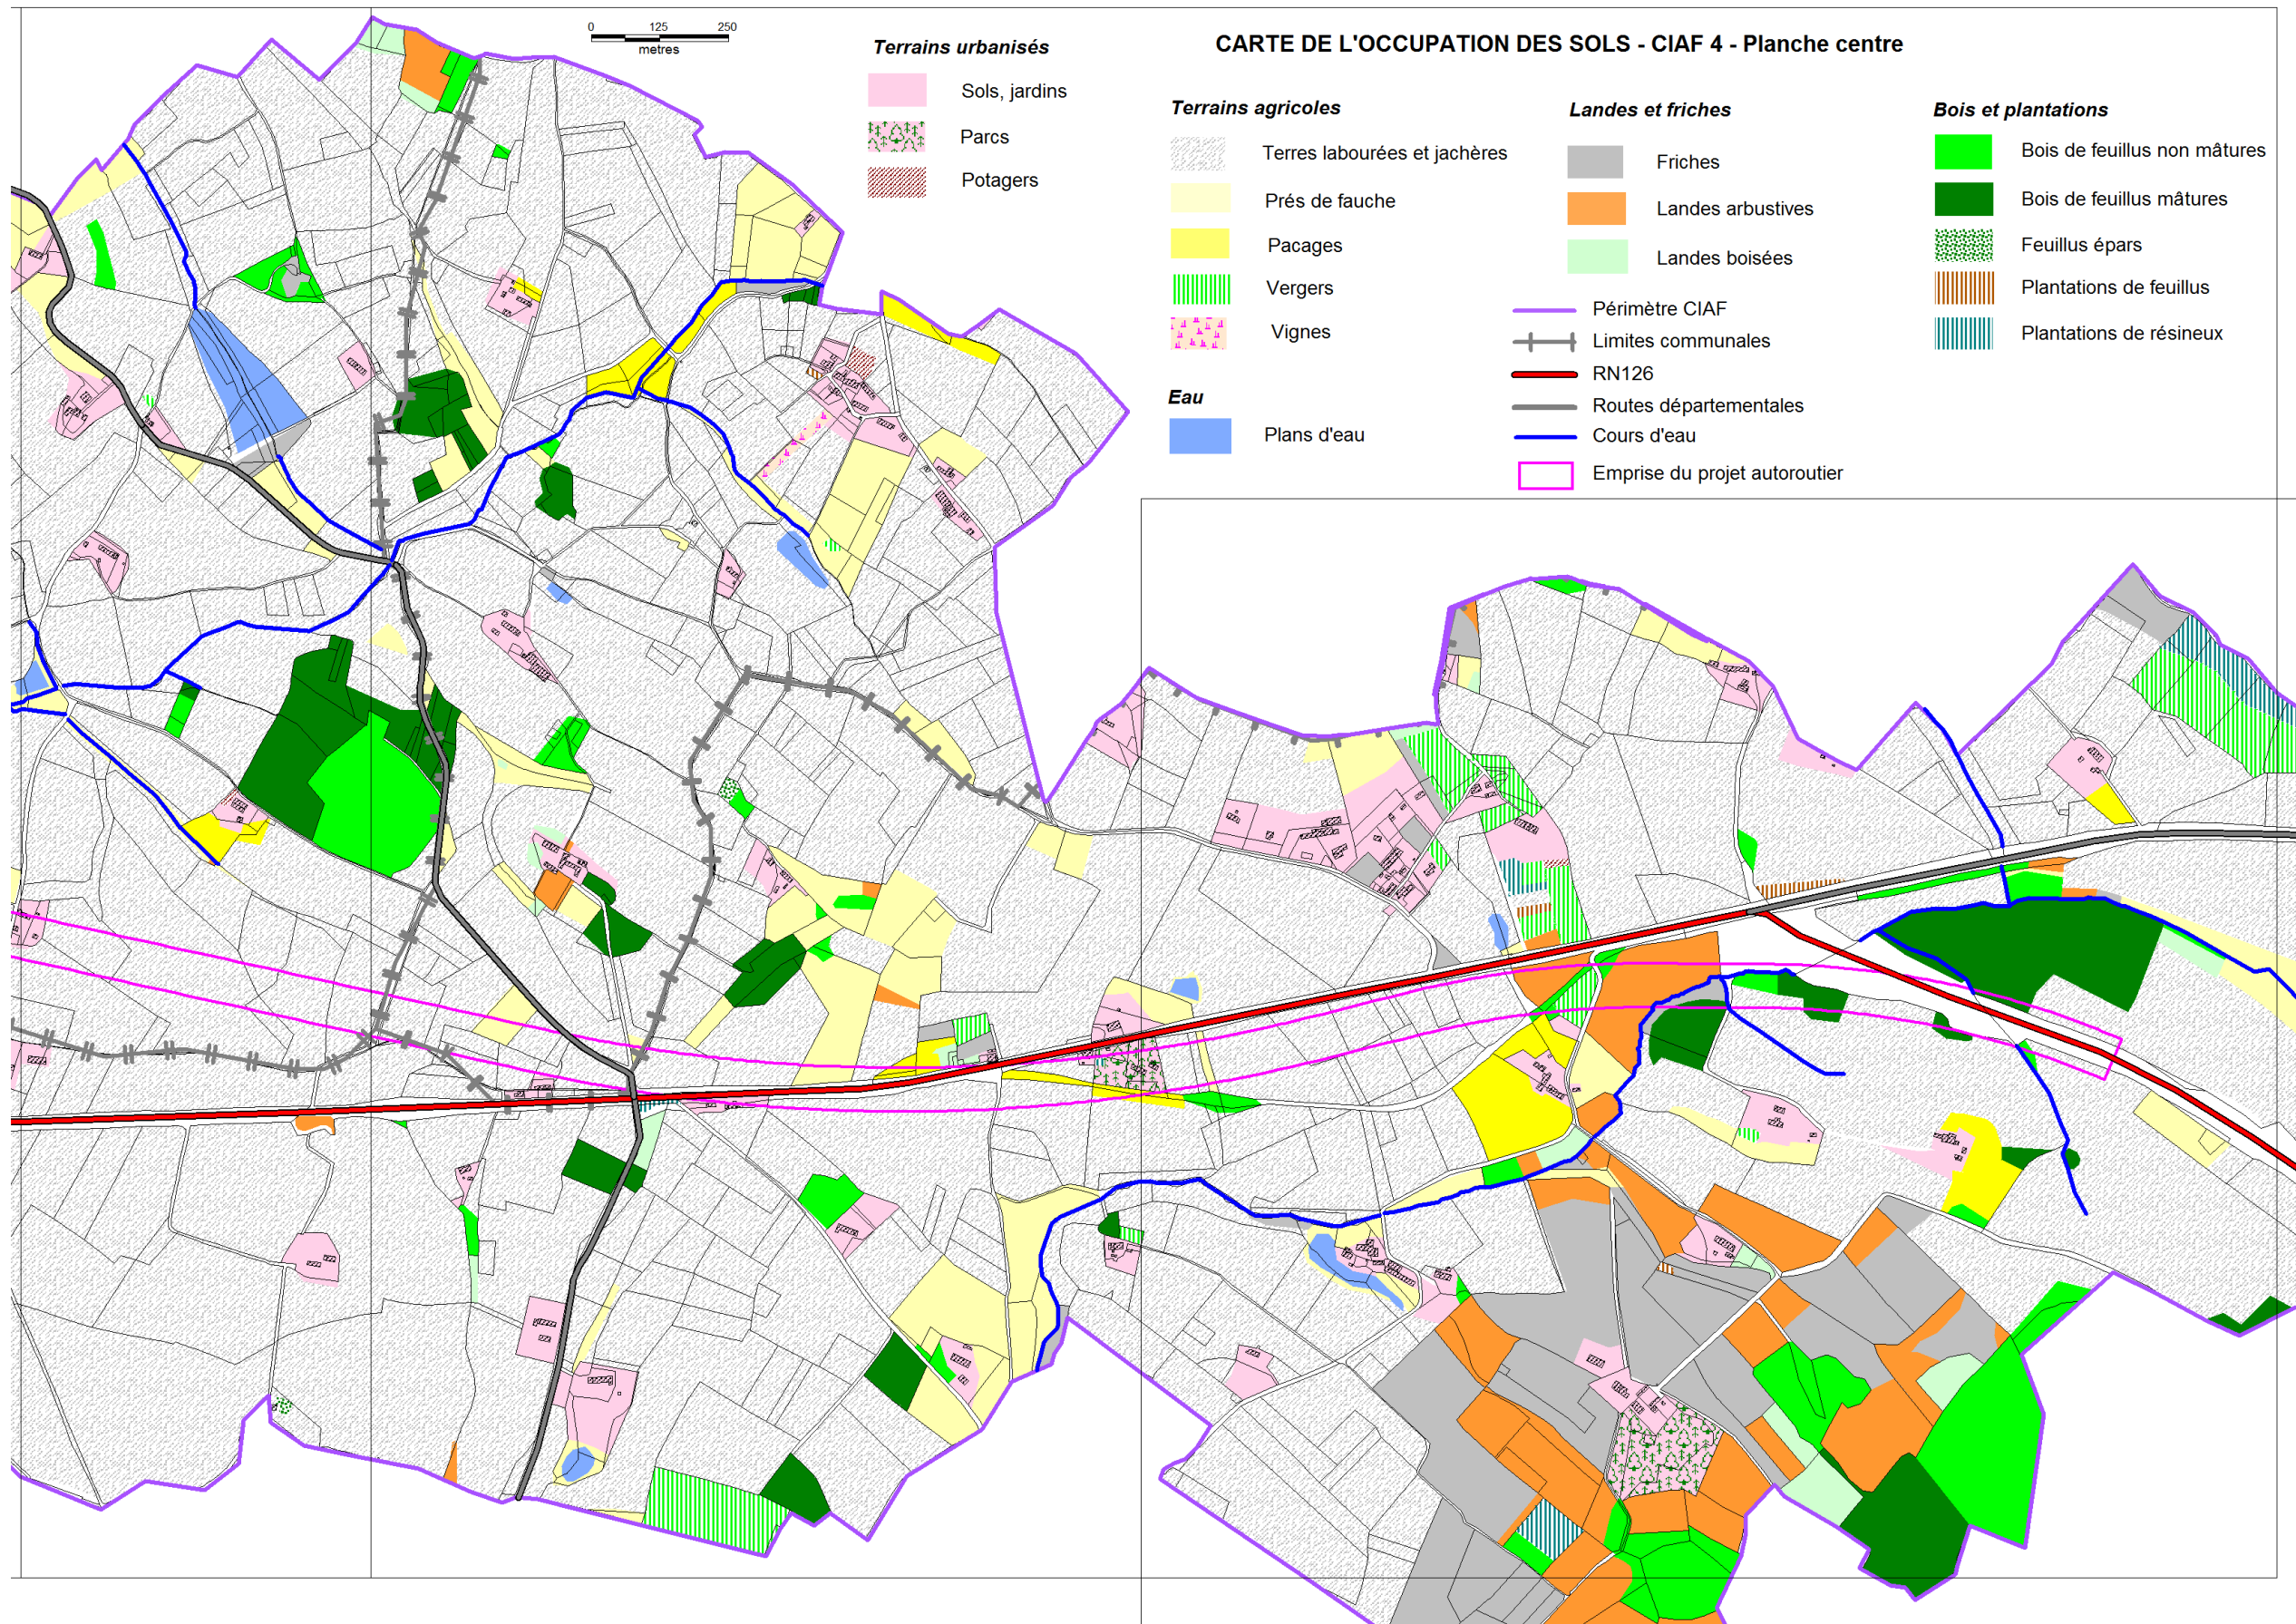 CARTE DE L'OCCUPATION DES SOLS - CIAF 4 - Planche centre
0 125 250
metres
Terrains urbanisés
Sols, jardins
Parcs
Potagers
Terrains agricoles
Terres labourées et jachères
Prés de fauche
Pacages
Vergers
Vignes
Eau
Plans d'eau
Landes et friches
Friches
Landes arbustives
Landes boisées
Périmètre CIAF
Limites communales
RN126
Routes départementales
Cours d'eau
Emprise du projet autoroutier
Bois et plantations
Bois de feuillus non mâtures
Bois de feuillus mâtures
Feuillus épars
Plantations de feuillus
Plantations de résineux